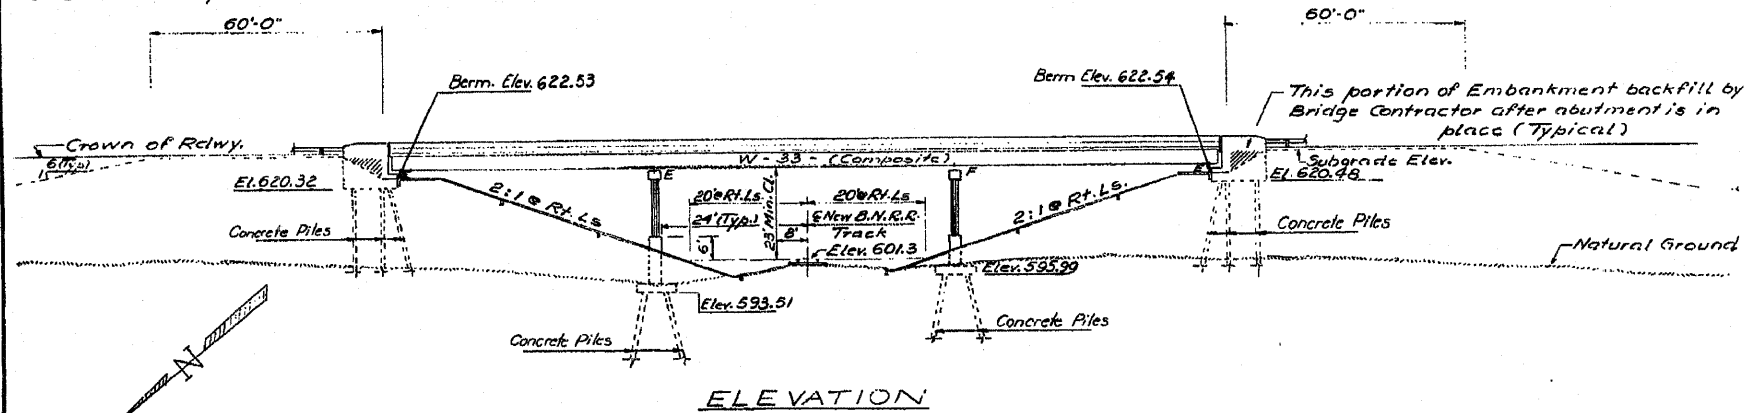 60'-0"
60'-0"
Berm. Elev. 622.53
Berm Elev. 622.54
This portion of Embankment backfill by
Bridge Contractor after abutment is in
place (Typical)
Crown of Rdwy.
6 (Typ.)
1
W-33-(Composite)
Subgrade Elev.
El. 620.32
E
F
El. 620.48
2:1 @ Rt. Ls.
20' @ Rt. Ls.
20' @ Rt. Ls.
2:1 @ Rt. Ls.
24' (Typ.)
23' Min. Cl.
℄ New B.N.R.R.
Track
8'
6'
Concrete Piles
Concrete Piles
Elev. 601.3
Natural Ground
Elev. 595.99
Elev. 593.51
Concrete Piles
Concrete Piles
N
ELEVATION